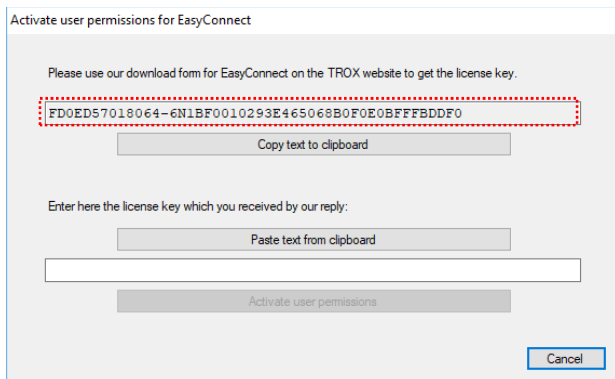 Activate user permissions for EasyConnect
Please use our download form for EasyConnect on the TROX website to get the license key.
FD0ED57018064-6N1BF0010293E465068B0F0E0BFFFBDDF0
Copy text to clipboard
Enter here the license key which you received by our reply:
Paste text from clipboard
Activate user permissions
Cancel